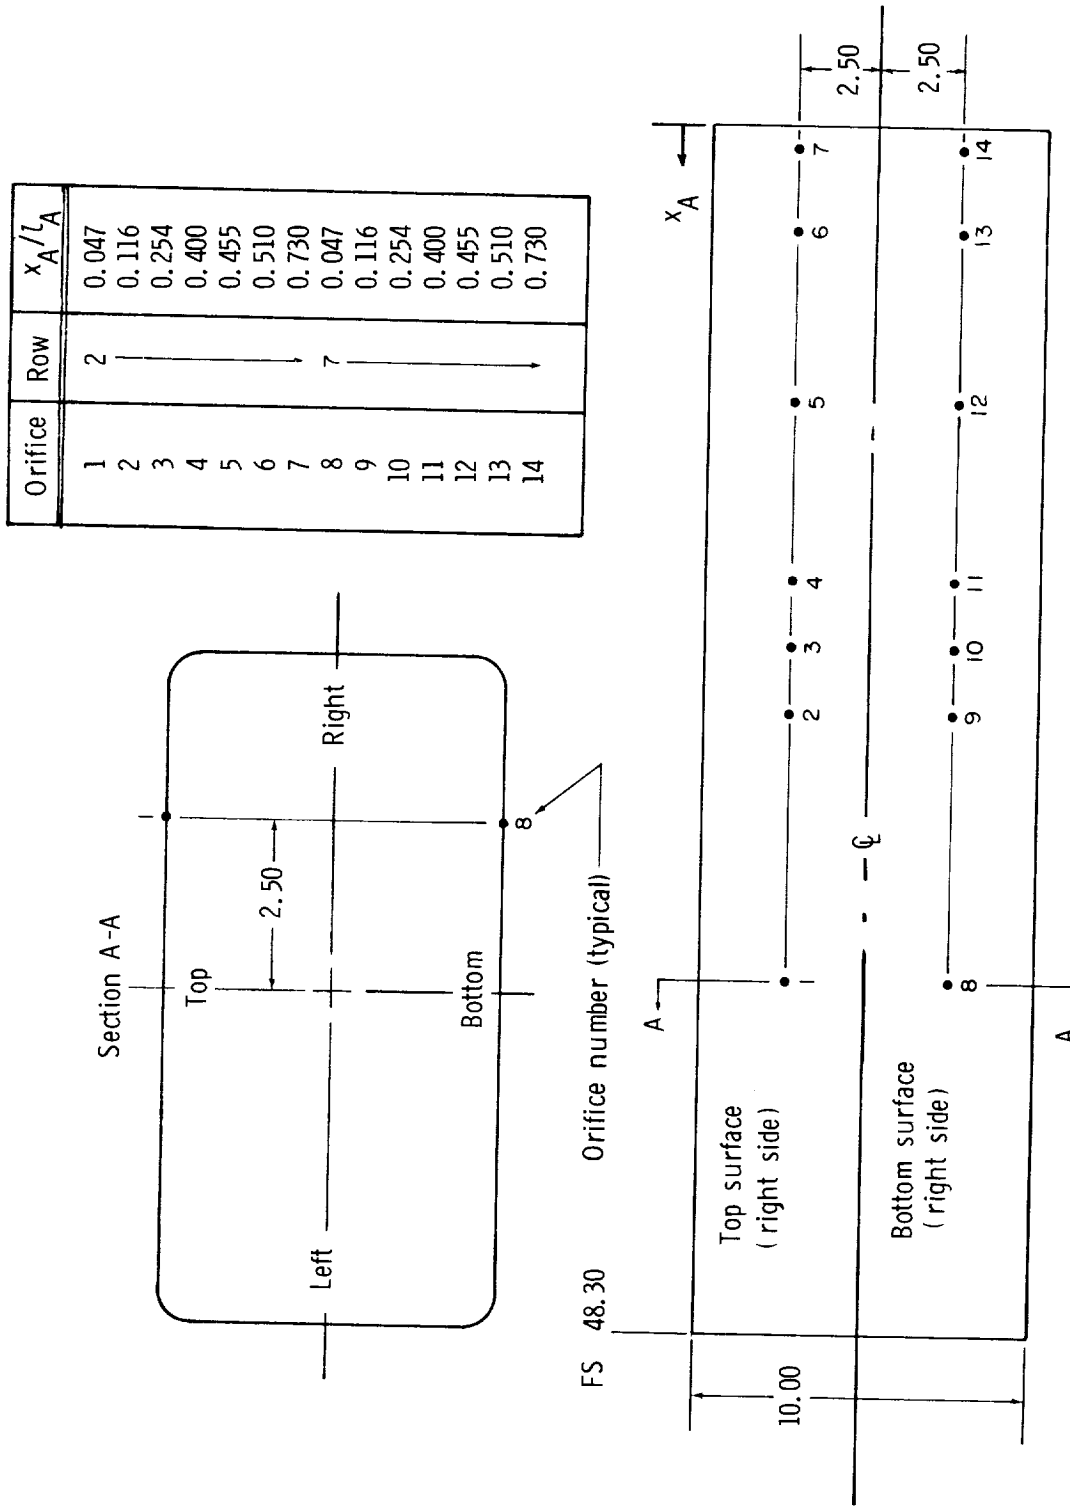 Orifice Row x_A/l_A
1 2 0.047
2 0.116
3 0.254
4 0.400
5 0.455
6 0.510
7 0.730
8 7 0.047
9 0.116
10 0.254
11 0.400
12 0.455
13 0.510
14 0.730
Section A-A
1
Top
2.50
Left
Right
Bottom
8
Orifice number (typical)
FS 48.30
x_A
A
Top surface
(right side)
1
2
3
4
5
6
7
2.50
10.00
℄
2.50
Bottom surface
(right side)
8
9
10
11
12
13
14
A